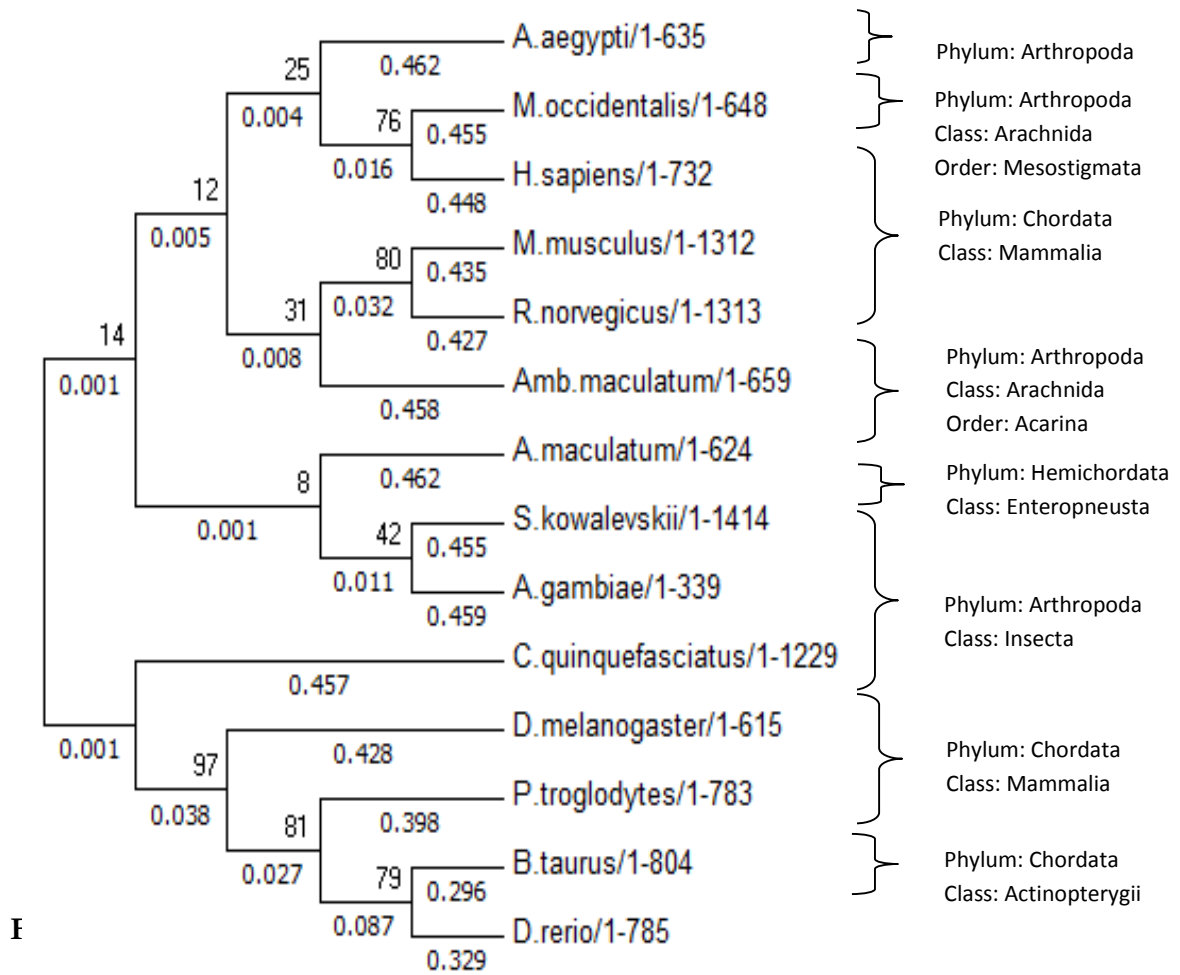 A.aegypti/1-635
Phylum: Arthropoda
25
0.462
0.004
M.occidentalis/1-648
Phylum: Arthropoda
76
0.455
Class: Arachnida
0.016
H.sapiens/1-732
Order: Mesostigmata
12
0.448
0.005
Phylum: Chordata
M.musculus/1-1312
Class: Mammalia
80
0.435
0.032
31
R.norvegicus/1-1313
14
0.427
0.008
Phylum: Arthropoda
0.001
Amb.maculatum/1-659
Class: Arachnida
0.458
Order: Acarina
A.maculatum/1-624
Phylum: Hemichordata
8
0.462
Class: Enteropneusta
0.001
S.kowalevskii/1-1414
42
0.455
0.011
A.gambiae/1-339
Phylum: Arthropoda
0.459
Class: Insecta
C.quinquefasciatus/1-1229
0.457
D.melanogaster/1-615
0.001
97
0.428
Phylum: Chordata
Class: Mammalia
P.troglodytes/1-783
0.038
81
0.398
B.taurus/1-804
Phylum: Chordata
0.027
79
0.296
Class: Actinopterygii
0.087
D.rerio/1-785
0.329